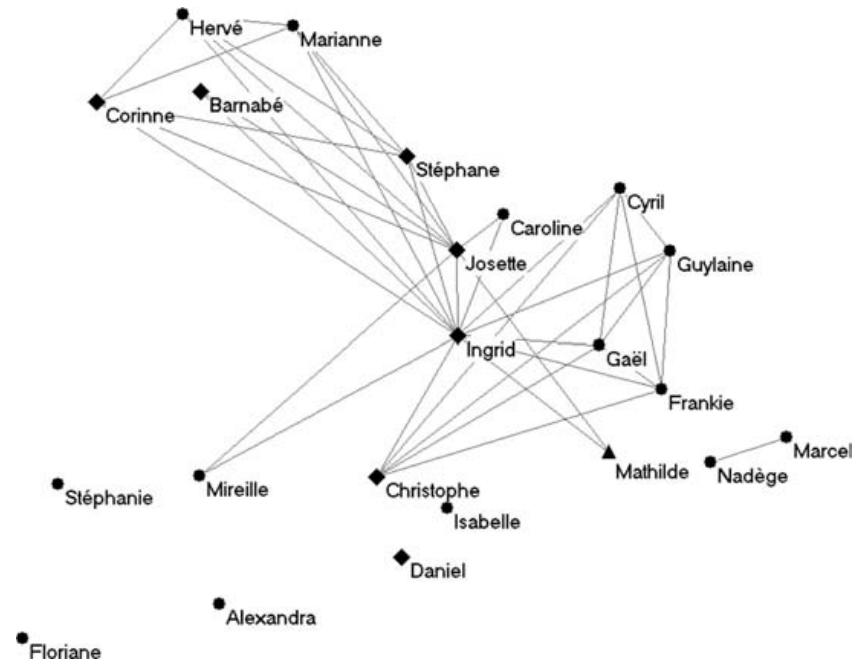 Hervé
Marianne
Corinne
Barnabé
Stéphane
Cyril
Caroline
Josette
Guylaine
Ingrid
Gaël
Frankie
Marcel
Mathilde
Nadège
Stéphanie
Mireille
Christophe
Isabelle
Daniel
Alexandra
Floriane